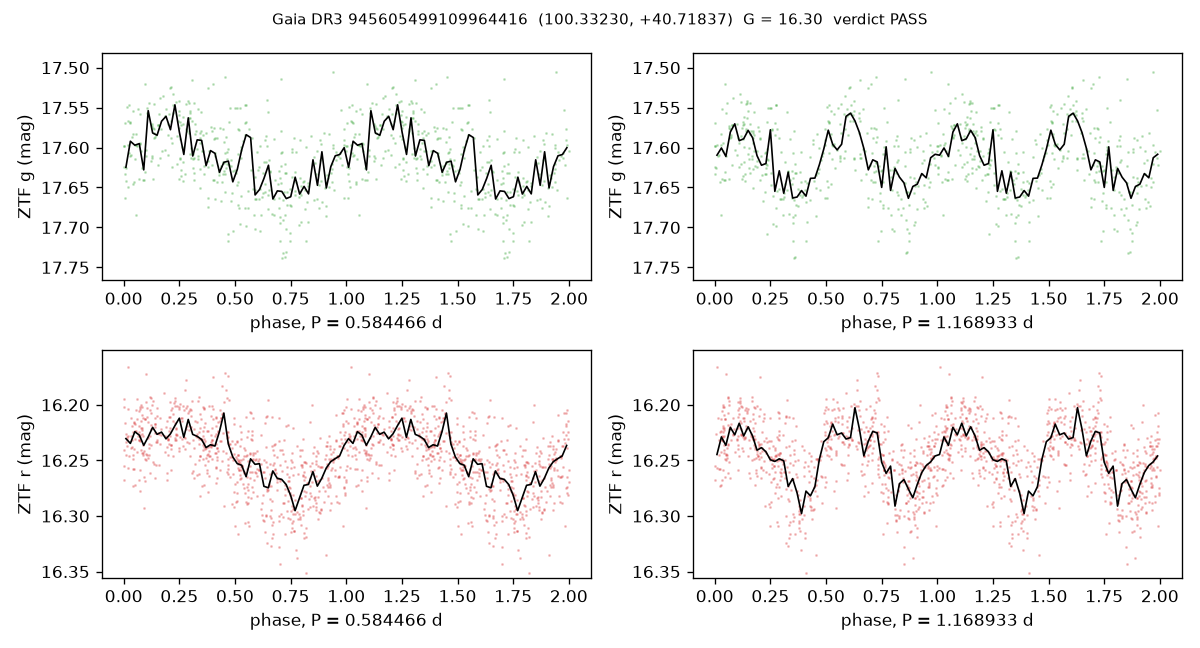 Gaia DR3 945605499109964416  (100.33230, +40.71837)  G = 16.30  verdict PASS
ZTF g (mag)
17.50
17.55
17.60
17.65
17.70
17.75
0.00 0.25 0.50 0.75 1.00 1.25 1.50 1.75 2.00
phase, P = 0.584466 d
ZTF g (mag)
17.50
17.55
17.60
17.65
17.70
17.75
0.00 0.25 0.50 0.75 1.00 1.25 1.50 1.75 2.00
phase, P = 1.168933 d
ZTF r (mag)
16.20
16.25
16.30
16.35
0.00 0.25 0.50 0.75 1.00 1.25 1.50 1.75 2.00
phase, P = 0.584466 d
ZTF r (mag)
16.20
16.25
16.30
16.35
0.00 0.25 0.50 0.75 1.00 1.25 1.50 1.75 2.00
phase, P = 1.168933 d